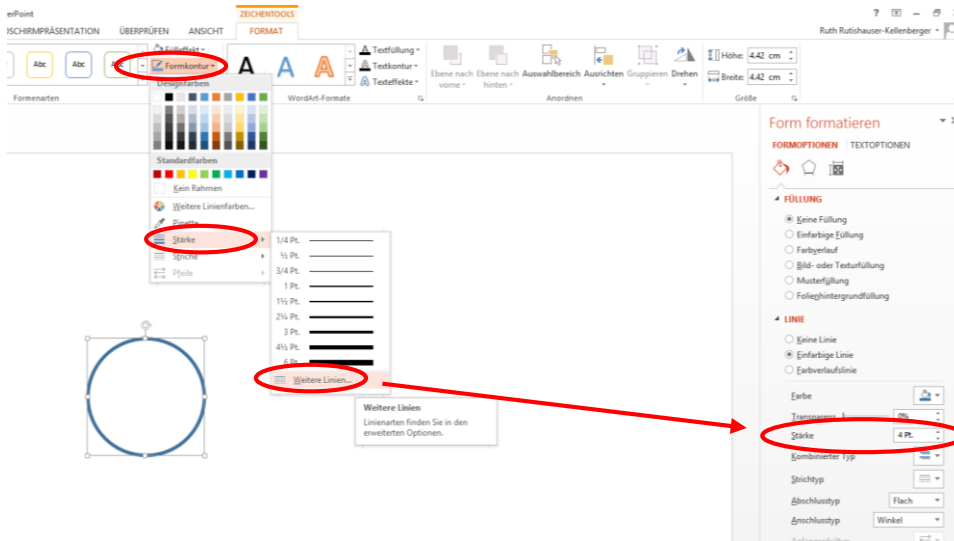 erPoint
ZEICHENTOOLS
DSCHIRMPRÄSENTATION ÜBERPRÜFEN ANSICHT FORMAT
Ruth Rutishauser-Kellenberger
Abc Abc Abc
Fülleffekt
Formkontur
A A A
Textfüllung
Textkontur
Texteffekte
Ebene nach vorne
Ebene nach hinten
Auswahlbereich
Ausrichten
Gruppieren
Drehen
Höhe: 4.42 cm
Breite: 4.42 cm
Formenarten
WordArt-Formate
Anordnen
Größe
Designfarben
Standardfarben
Kein Rahmen
Weitere Linienfarben...
Pipette
Stärke
Striche
Pfeile
1/4 Pt.
½ Pt.
3/4 Pt.
1 Pt.
1½ Pt.
2¼ Pt.
3 Pt.
4½ Pt.
6 Pt.
Weitere Linien...
Weitere Linien
Linienarten finden Sie in den
erweiterten Optionen.
Form formatieren
FORMOPTIONEN TEXTOPTIONEN
FÜLLUNG
Keine Füllung
Einfarbige Füllung
Farbverlauf
Bild- oder Texturfüllung
Musterfüllung
Folienhintergrundfüllung
LINIE
Keine Linie
Einfarbige Linie
Farbverlaufslinie
Farbe
Transparenz 0%
Stärke 4 Pt.
Kombinierter Typ
Strichtyp
Abschlusstyp Flach
Anschlusstyp Winkel